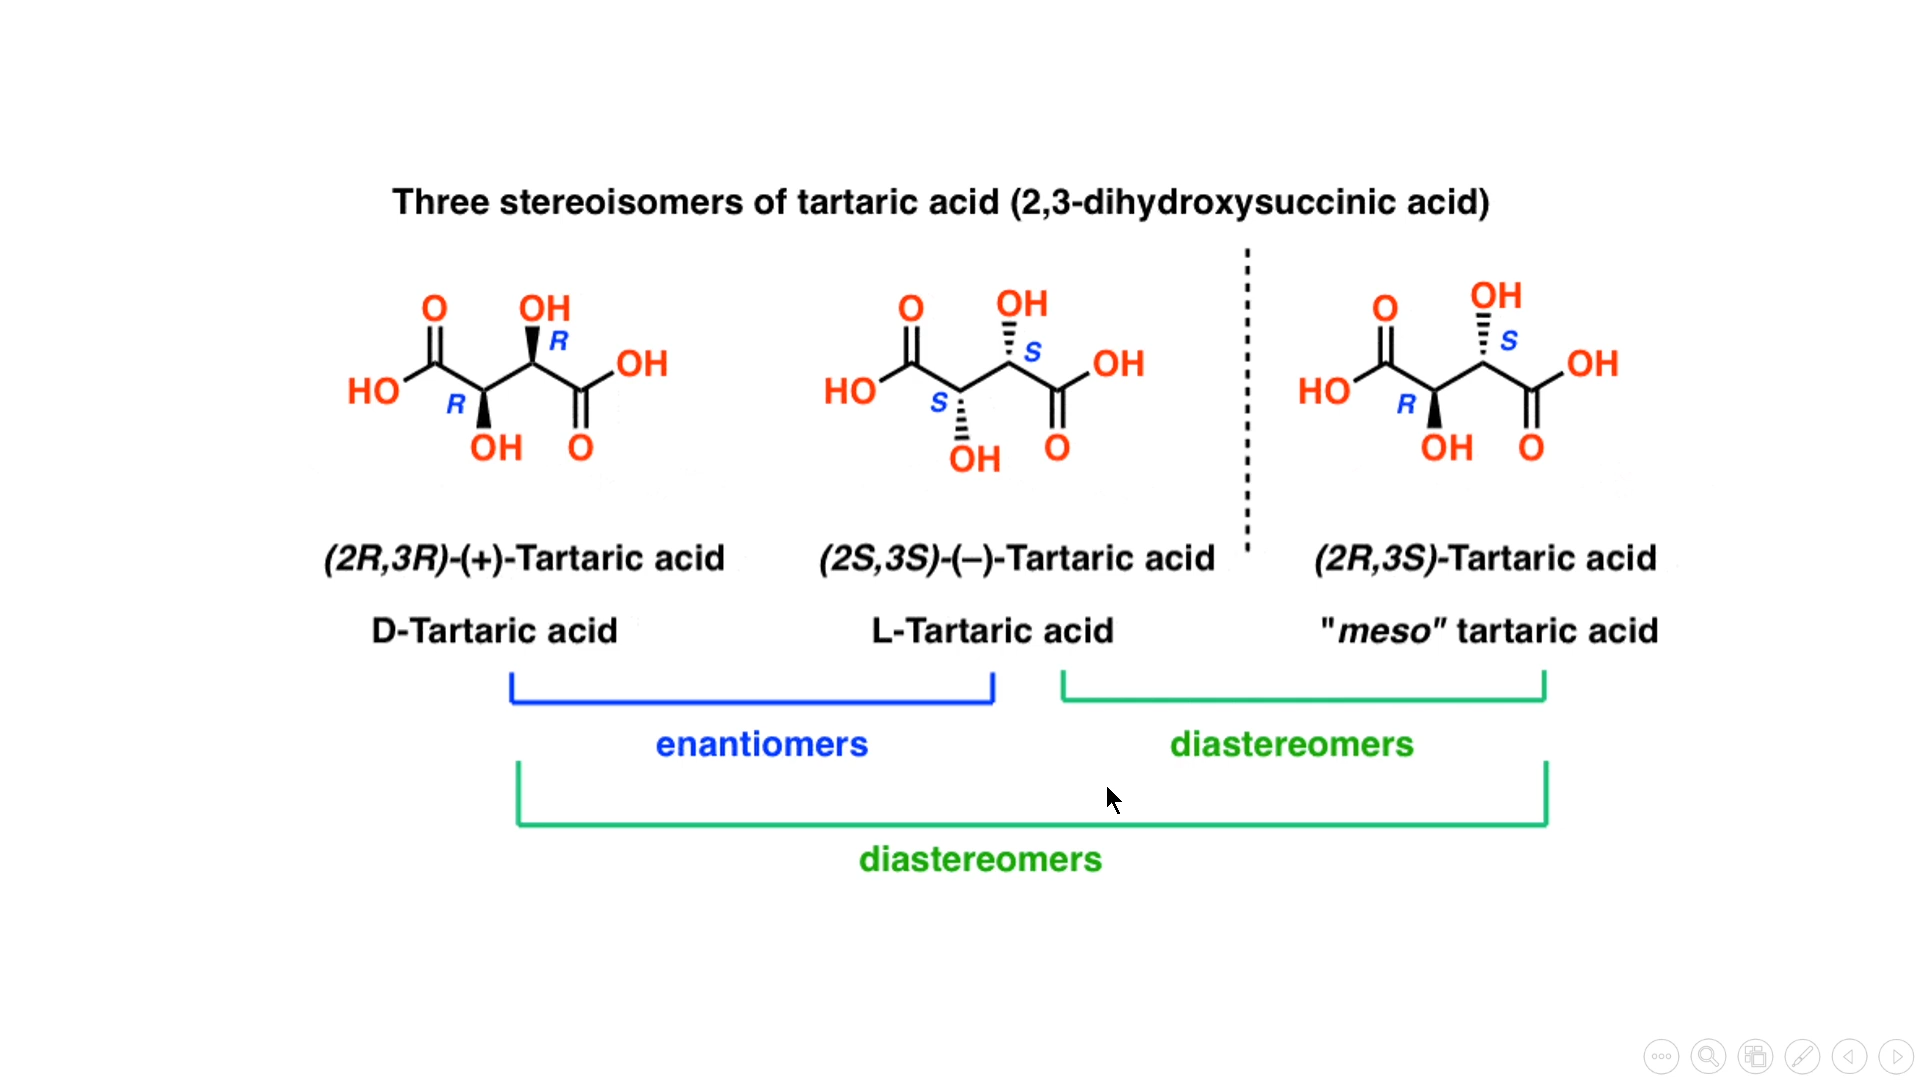 Three stereoisomers of tartaric acid (2,3-dihydroxysuccinic acid)
O OH R OH HO R OH O
O OH S OH HO S OH O
O OH S OH HO R OH O
(2R,3R)-(+)-Tartaric acid (2S,3S)-(–)-Tartaric acid (2R,3S)-Tartaric acid
D-Tartaric acid L-Tartaric acid "meso" tartaric acid
enantiomers diastereomers
diastereomers